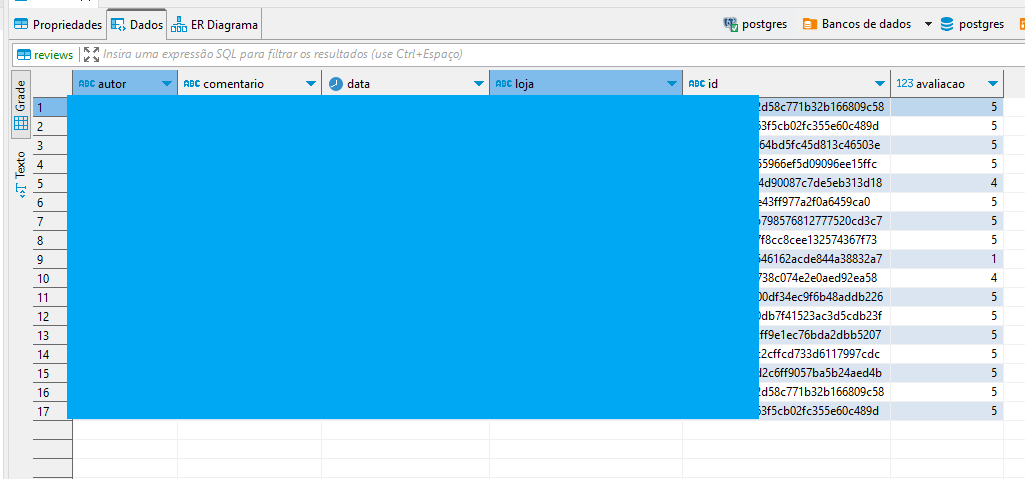 Propriedades Dados ER Diagrama postgres Bancos de dados postgres
reviews Insira uma expressão SQL para filtrar os resultados (use Ctrl+Espaço)
Grade
Texto
ABC autor ABC comentario data ABC loja ABC id 123 avaliacao
1 2d58c771b32b166809c58 5
2 53f5cb02fc355e60c489d 5
3 64bd5fc45d813c46503e 5
4 65966ef5d09096ee15ffc 5
5 4d90087c7de5eb313d18 4
6 e43ff977a2f0a6459ca0 5
7 798576812777520cd3c7 5
8 7f8cc8cee132574367f73 5
9 646162acde844a38832a7 1
10 738c074e2e0aed92ea58 4
11 00df34ec9f6b48addb226 5
12 0db7f41523ac3d5cdb23f 5
13 ff9e1ec76bda2dbb5207 5
14 c2cffcd733d6117997cdc 5
15 d2c6ff9057ba5b24aed4b 5
16 2d58c771b32b166809c58 5
17 53f5cb02fc355e60c489d 5